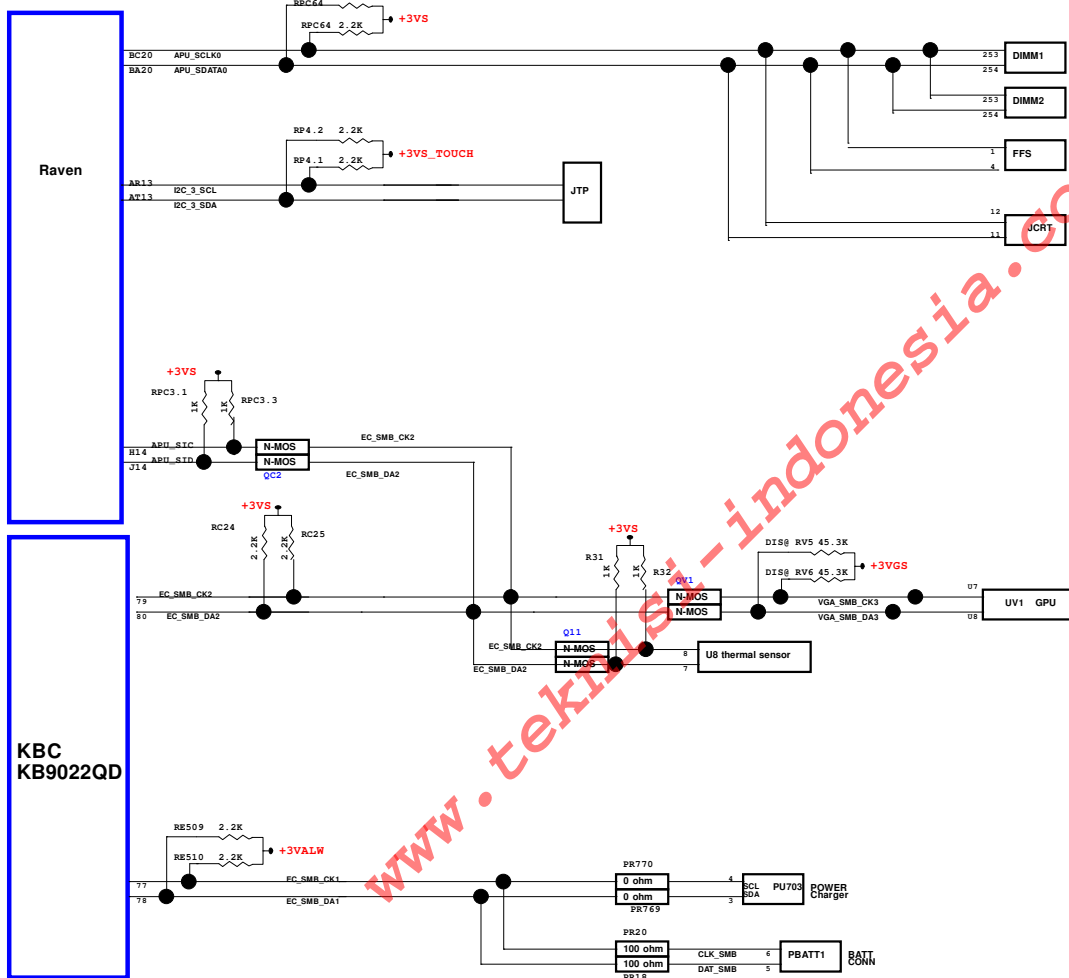 RPC64
RPC64 2.2K
+3VS
BC20 APU_SCLK0
BA20 APU_SDATA0
253
254
DIMM1
253
254
DIMM2
1
4
FFS
12
11
JCRT
Raven
RP4.2 2.2K
RP4.1 2.2K
+3VS_TOUCH
AR13
I2C_3_SCL
AT13
I2C_3_SDA
JTP
+3VS
RPC3.1
RPC3.3
1K
1K
APU_SIC
H14
APU_SID
J14
N-MOS
N-MOS
QC2
EC_SMB_CK2
EC_SMB_DA2
+3VS
RC24
RC25
2.2K
2.2K
79
EC_SMB_CK2
80
EC_SMB_DA2
+3VS
R31
R32
1K
1K
QV1
N-MOS
N-MOS
DIS@ RV5 45.3K
DIS@ RV6 45.3K
+3VGS
VGA_SMB_CK3
VGA_SMB_DA3
U7
U8
UV1 GPU
Q11
EC_SMB_CK2
EC_SMB_DA2
N-MOS
N-MOS
8
7
U8 thermal sensor
KBC
KB9022QD
RE509 2.2K
RE510 2.2K
+3VALW
77
78
EC_SMB_CK1
EC_SMB_DA1
PR770
0 ohm
0 ohm
PR769
4
3
SCL
SDA
PU703
POWER
Charger
PR20
100 ohm
100 ohm
PR18
CLK_SMB
DAT_SMB
6
5
PBATT1
BATT
CONN